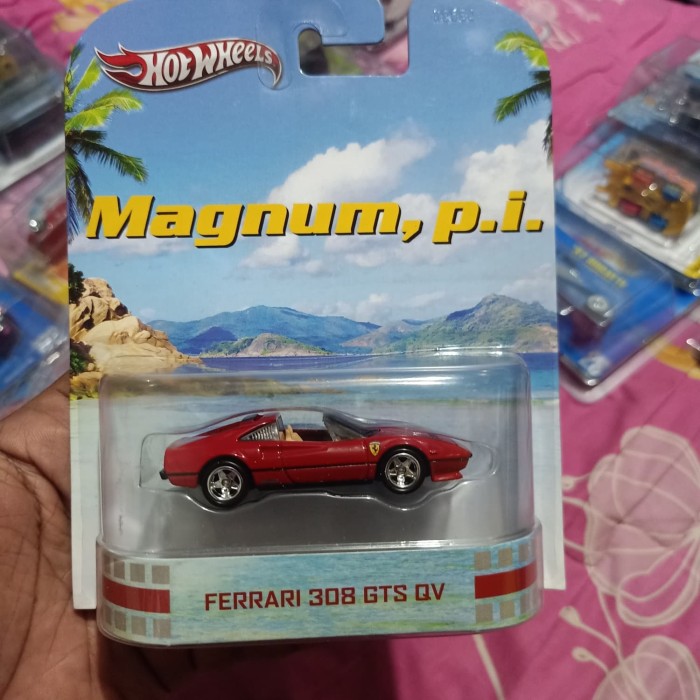 HOT WHEELS
Magnum, p.i.
FERRARI 308 GTS QV